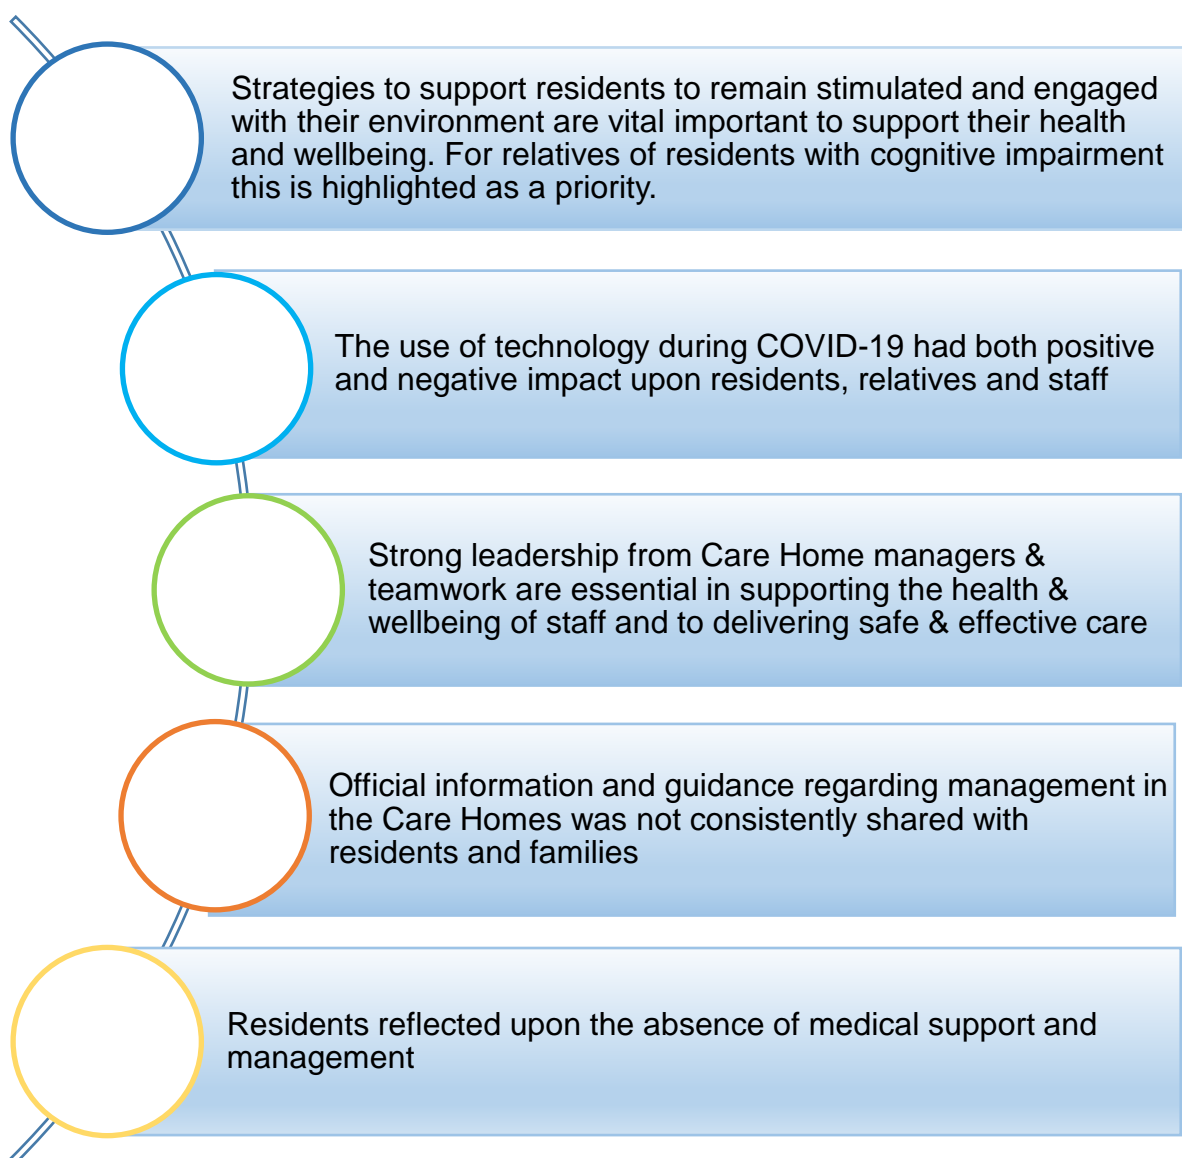 Strategies to support residents to remain stimulated and engaged
with their environment are vital important to support their health
and wellbeing. For relatives of residents with cognitive impairment
this is highlighted as a priority.
The use of technology during COVID-19 had both positive
and negative impact upon residents, relatives and staff
Strong leadership from Care Home managers &
teamwork are essential in supporting the health &
wellbeing of staff and to delivering safe & effective care
Official information and guidance regarding management in
the Care Homes was not consistently shared with
residents and families
Residents reflected upon the absence of medical support and
management